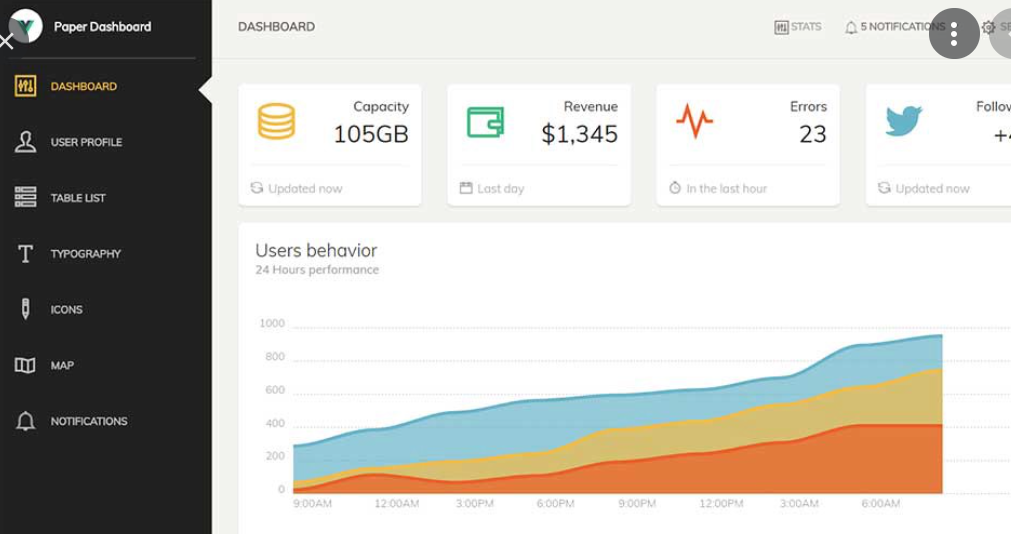 Paper Dashboard
DASHBOARD
USER PROFILE
TABLE LIST
TYPOGRAPHY
ICONS
MAP
NOTIFICATIONS
DASHBOARD
STATS
5 NOTIFICATIONS
Capacity
105GB
Updated now
Revenue
$1,345
Last day
Errors
23
In the last hour
Updated now
Users behavior
24 Hours performance
1000
800
600
400
200
0
9:00AM 12:00AM 3:00PM 6:00PM 9:00PM 12:00PM 3:00AM 6:00AM